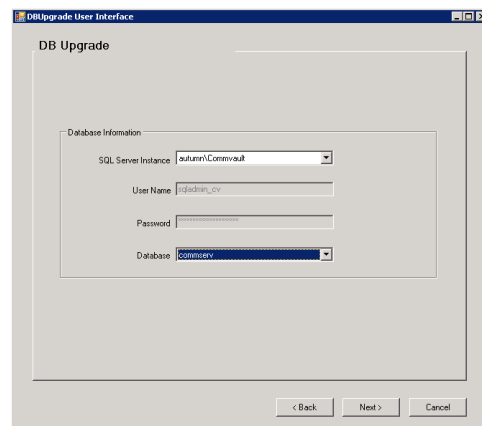 DBUpgrade User Interface
DB Upgrade
Database Information
SQL Server Instance autumn\Commvault
User Name sqladmin_cv
Password ******************
Database commserv
< Back Next > Cancel